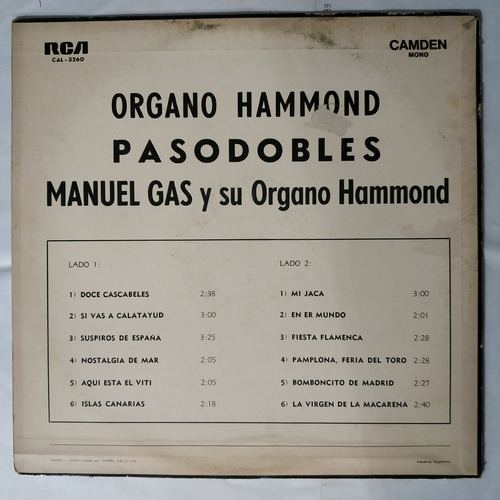 RCA
CAL - 3260
CAMDEN
MONO
ORGANO HAMMOND
PASODOBLES
MANUEL GAS y su Organo Hammond
LADO 1:
1) DOCE CASCABELES 2:38
2) SI VAS A CALATAYUD 3:00
3) SUSPIROS DE ESPAÑA 3:25
4) NOSTALGIA DE MAR 2:05
5) AQUI ESTA EL VITI 2:05
6) ISLAS CANARIAS 2:18
LADO 2:
1) MI JACA 3:00
2) EN ER MUNDO 2:01
3) FIESTA FLAMENCA 2:28
4) PAMPLONA, FERIA DEL TORO 2:28
5) BOMBONCITO DE MADRID 2:27
6) LA VIRGEN DE LA MACARENA 2:40
Industria Argentina